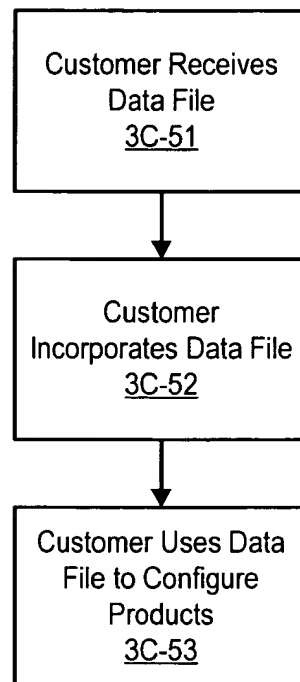 Customer Receives
Data File
3C-51
Customer
Incorporates Data File
3C-52
Customer Uses Data
File to Configure
Products
3C-53